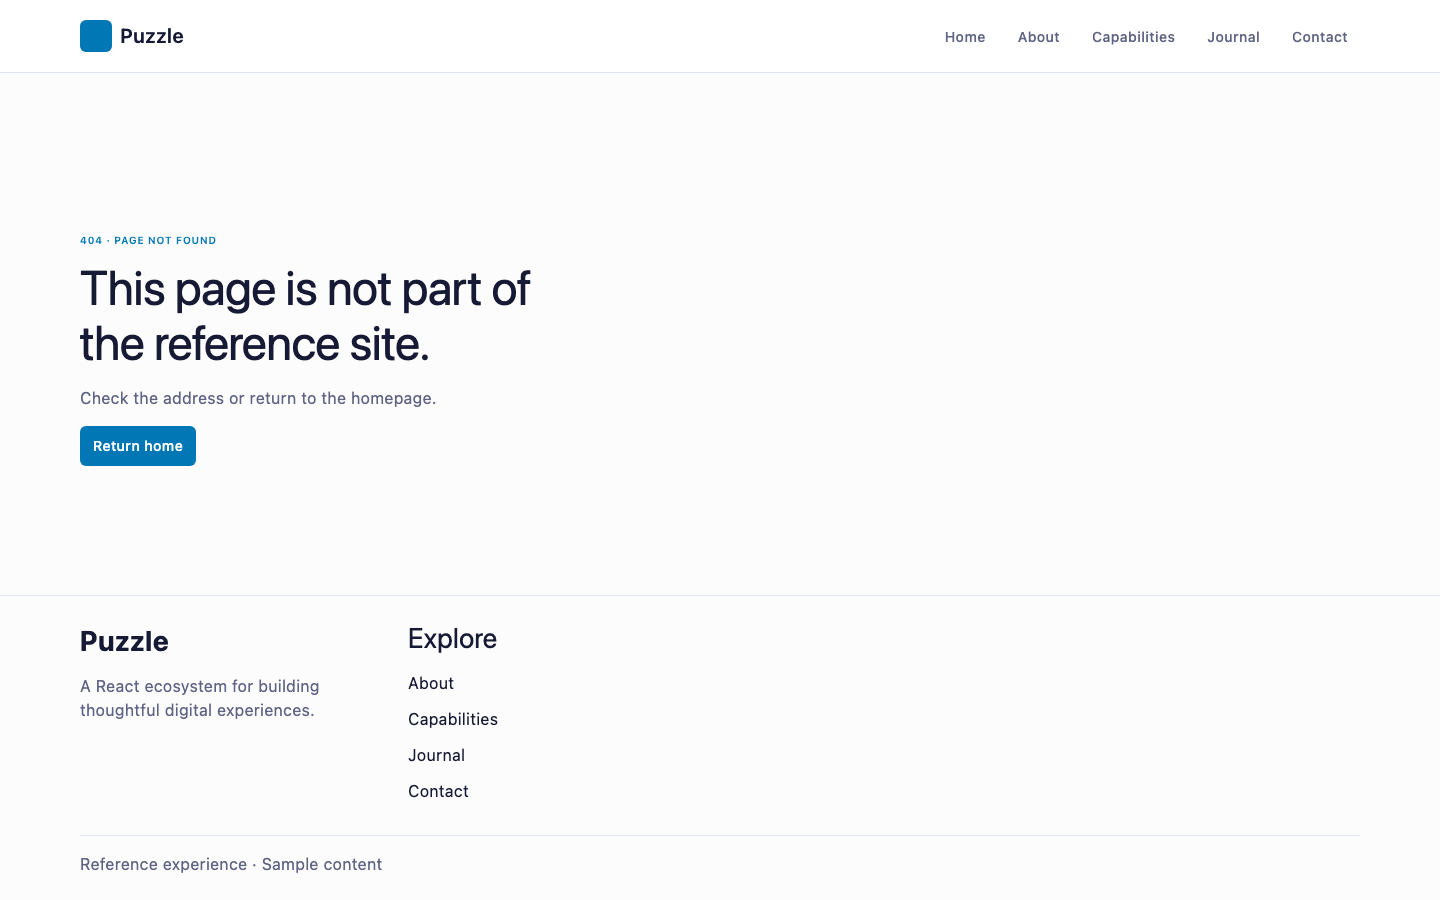 Puzzle
Home
About
Capabilities
Journal
Contact
404 · PAGE NOT FOUND
This page is not part of
the reference site.
Check the address or return to the homepage.
Return home
Puzzle
A React ecosystem for building
thoughtful digital experiences.
Explore
About
Capabilities
Journal
Contact
Reference experience · Sample content